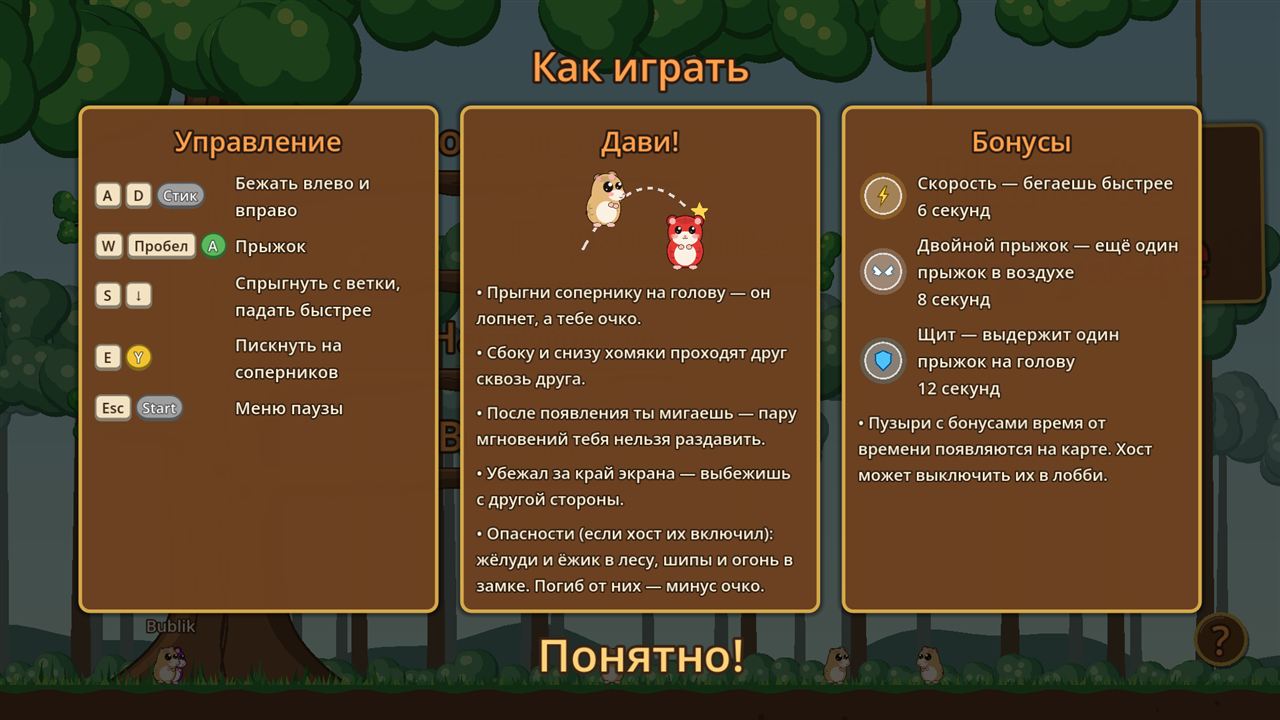 Как играть
Управление
A D Стик
Бежать влево и
вправо
W Пробел A
Прыжок
S ↓
Спрыгнуть с ветки,
падать быстрее
E Y
Пискнуть на
соперников
Esc Start
Меню паузы
Дави!
• Прыгни сопернику на голову — он
лопнет, а тебе очко.
• Сбоку и снизу хомяки проходят друг
сквозь друга.
• После появления ты мигаешь — пару
мгновений тебя нельзя раздавить.
• Убежал за край экрана — выбежишь
с другой стороны.
• Опасности (если хост их включил):
жёлуди и ёжик в лесу, шипы и огонь в
замке. Погиб от них — минус очко.
Бонусы
Скорость — бегаешь быстрее
6 секунд
Двойной прыжок — ещё один
прыжок в воздухе
8 секунд
Щит — выдержит один
прыжок на голову
12 секунд
• Пузыри с бонусами время от
времени появляются на карте. Хост
может выключить их в лобби.
Bublik
Понятно!
?